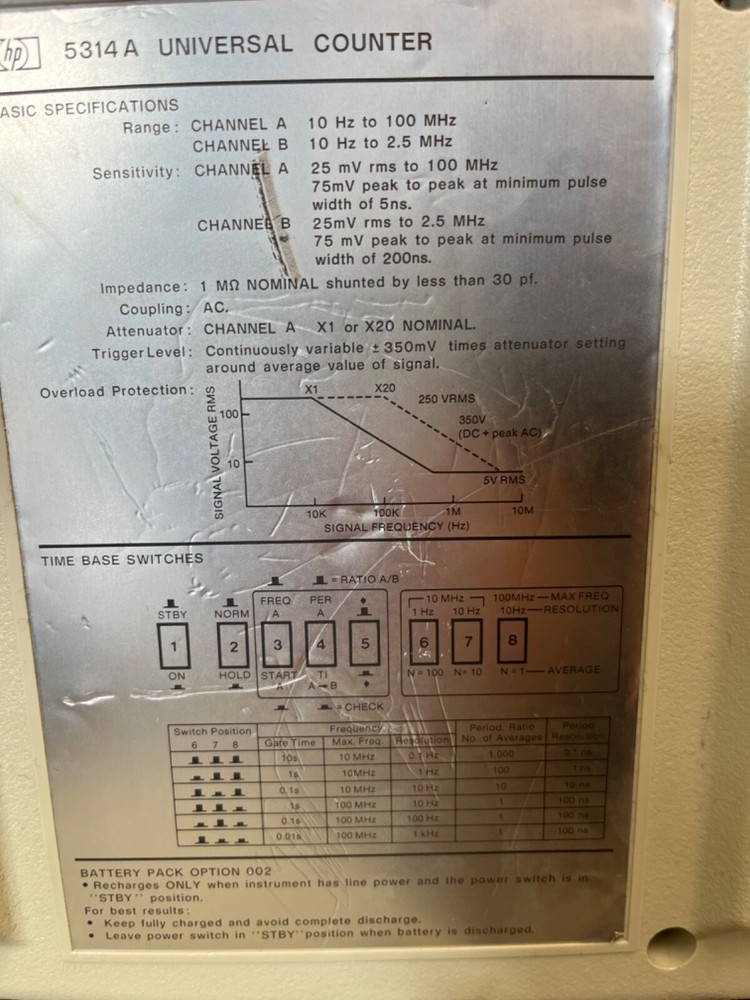 hp 5314A UNIVERSAL COUNTER
ASIC SPECIFICATIONS
Range: CHANNEL A 10 Hz to 100 MHz
CHANNEL B 10 Hz to 2.5 MHz
Sensitivity: CHANNEL A 25 mV rms to 100 MHz
75mV peak to peak at minimum pulse
width of 5ns.
CHANNEL B 25mV rms to 2.5 MHz
75 mV peak to peak at minimum pulse
width of 200ns.
Impedance: 1 MΩ NOMINAL shunted by less than 30 pf.
Coupling: AC.
Attenuator: CHANNEL A X1 or X20 NOMINAL.
Trigger Level: Continuously variable ± 350mV times attenuator setting
around average value of signal.
Overload Protection:
SIGNAL VOLTAGE RMS
X1 X20
250 VRMS
100
350V
(DC + peak AC)
10
5V RMS
10K 100K 1M 10M
SIGNAL FREQUENCY (Hz)
TIME BASE SWITCHES
= RATIO A/B
STBY NORM FREQ A PER A
10 MHz 100MHz — MAX FREQ
1 Hz 10 Hz 10Hz — RESOLUTION
1 2 3 4 5 6 7 8
ON HOLD START A TI A→B
N = 100 N = 10 N = 1 — AVERAGE
= CHECK
Switch Position Frequency Period, Ratio Period
6 7 8 Gate Time Max. Freq. Resolution No. of Averages Resolution
10s 10 MHz 0.1 Hz 1,000 0.1 ns
1s 10MHz 1 Hz 100 1 ns
0.1s 10 MHz 10 Hz 10 10 ns
1s 100 MHz 10 Hz 1 100 ns
0.1s 100 MHz 100 Hz 1 100 ns
0.01s 100 MHz 1 kHz 1 100 ns
BATTERY PACK OPTION 002
• Recharges ONLY when instrument has line power and the power switch is in
''STBY'' position.
For best results:
• Keep fully charged and avoid complete discharge.
• Leave power switch in ''STBY'' position when battery is discharged.